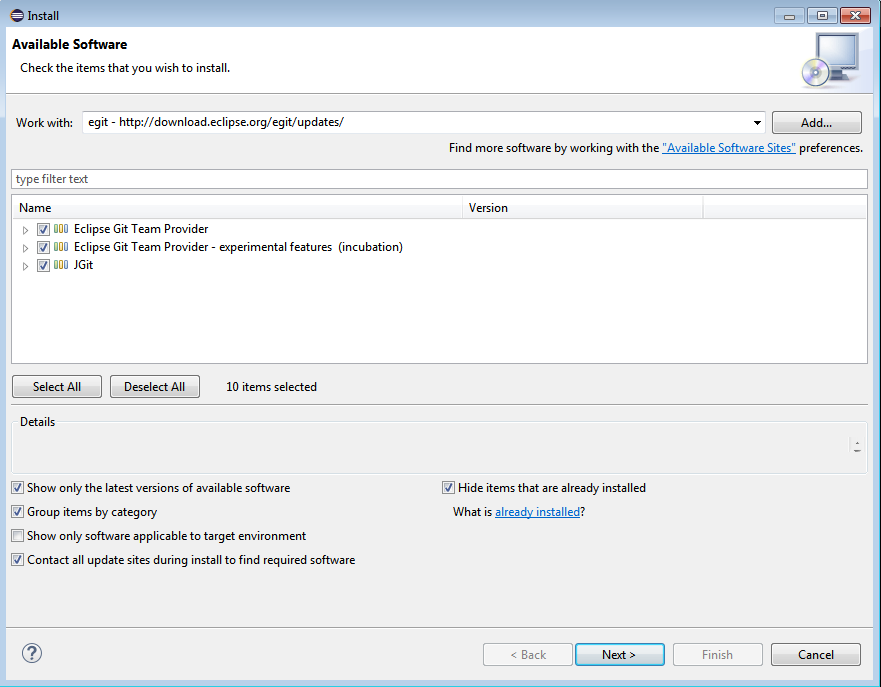 Install
Available Software
Check the items that you wish to install.
Work with: egit - http://download.eclipse.org/egit/updates/ Add...
Find more software by working with the "Available Software Sites" preferences.
type filter text
Name Version
Eclipse Git Team Provider
Eclipse Git Team Provider - experimental features (incubation)
JGit
Select All Deselect All 10 items selected
Details
Show only the latest versions of available software Hide items that are already installed
Group items by category What is already installed?
Show only software applicable to target environment
Contact all update sites during install to find required software
? < Back Next > Finish Cancel